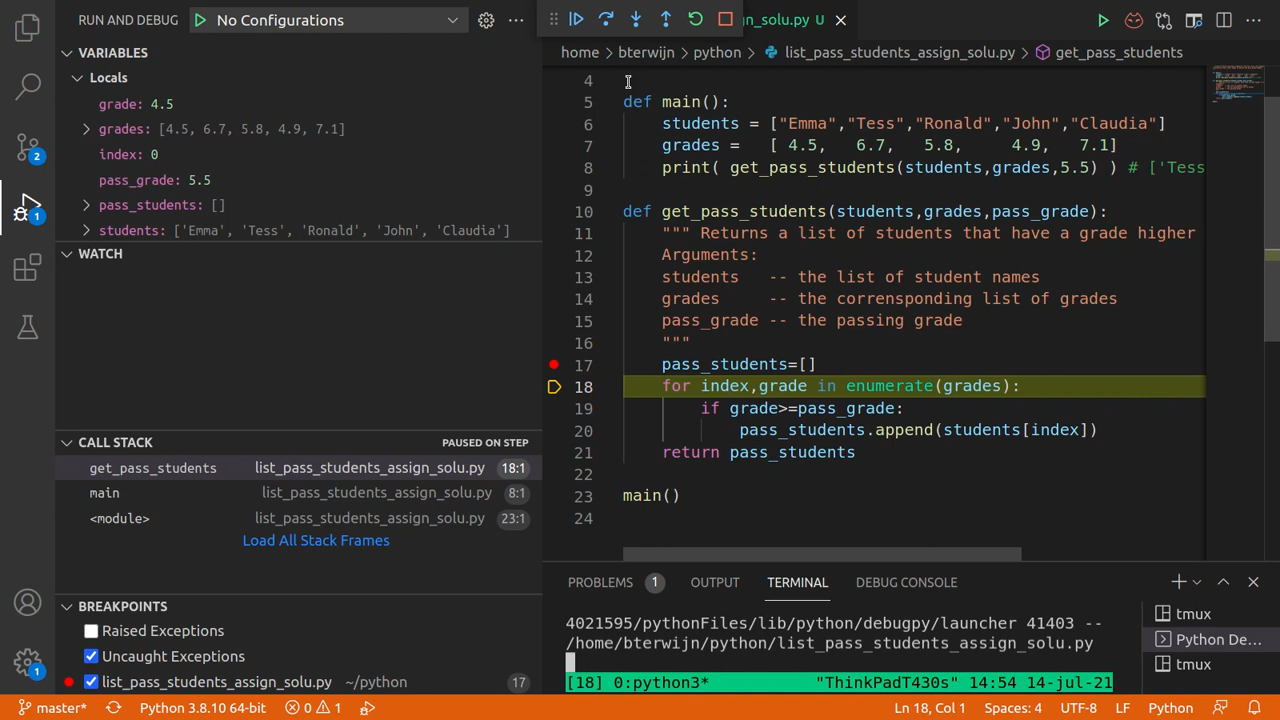 RUN AND DEBUG No Configurations
VARIABLES
Locals
grade: 4.5
grades: [4.5, 6.7, 5.8, 4.9, 7.1]
index: 0
pass_grade: 5.5
pass_students: []
students: ['Emma', 'Tess', 'Ronald', 'John', 'Claudia']
WATCH
CALL STACK PAUSED ON STEP
get_pass_students list_pass_students_assign_solu.py 18:1
main list_pass_students_assign_solu.py 8:1
<module> list_pass_students_assign_solu.py 23:1
Load All Stack Frames
BREAKPOINTS
Raised Exceptions
Uncaught Exceptions
list_pass_students_assign_solu.py ~/python 17
2
1
1
_solu.py U
home > bterwijn > python > list_pass_students_assign_solu.py > get_pass_students
4
5 def main():
6 students = ["Emma","Tess","Ronald","John","Claudia"]
7 grades = [ 4.5, 6.7, 5.8, 4.9, 7.1]
8 print( get_pass_students(students,grades,5.5) ) # ['Tess
9
10 def get_pass_students(students,grades,pass_grade):
11 """ Returns a list of students that have a grade higher
12 Arguments:
13 students -- the list of student names
14 grades -- the corrensponding list of grades
15 pass_grade -- the passing grade
16 """
17 pass_students=[]
18 for index,grade in enumerate(grades):
19 if grade>=pass_grade:
20 pass_students.append(students[index])
21 return pass_students
22
23 main()
24
PROBLEMS 1 OUTPUT TERMINAL DEBUG CONSOLE
4021595/pythonFiles/lib/python/debugpy/launcher 41403 --
/home/bterwijn/python/list_pass_students_assign_solu.py
[18] 0:python3* "ThinkPadT430s" 14:54 14-jul-21
tmux
Python De...
tmux
master* Python 3.8.10 64-bit 0 1 Ln 18, Col 1 Spaces: 4 UTF-8 LF Python